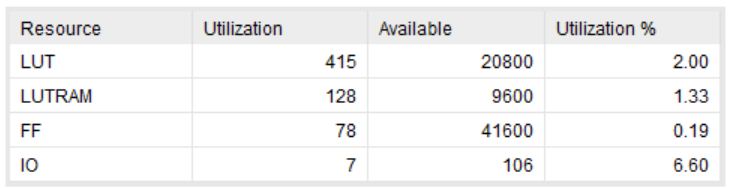 Resource Utilization Available Utilization %
LUT 415 20800 2.00
LUTRAM 128 9600 1.33
FF 78 41600 0.19
IO 7 106 6.60